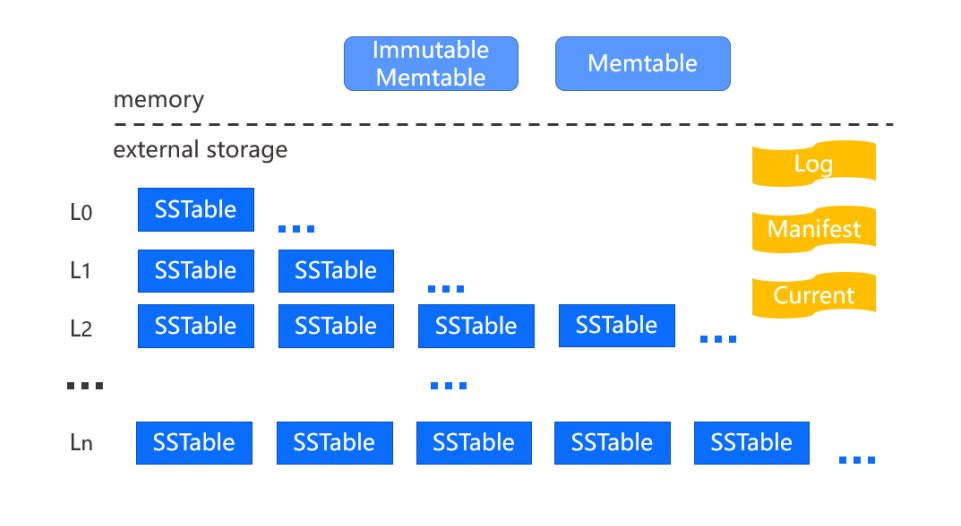 Immutable
Memtable
Memtable
memory
external storage
Log
L0 SSTable ...
Manifest
L1 SSTable SSTable ...
Current
L2 SSTable SSTable SSTable SSTable ...
... ...
Ln SSTable SSTable SSTable SSTable SSTable ...